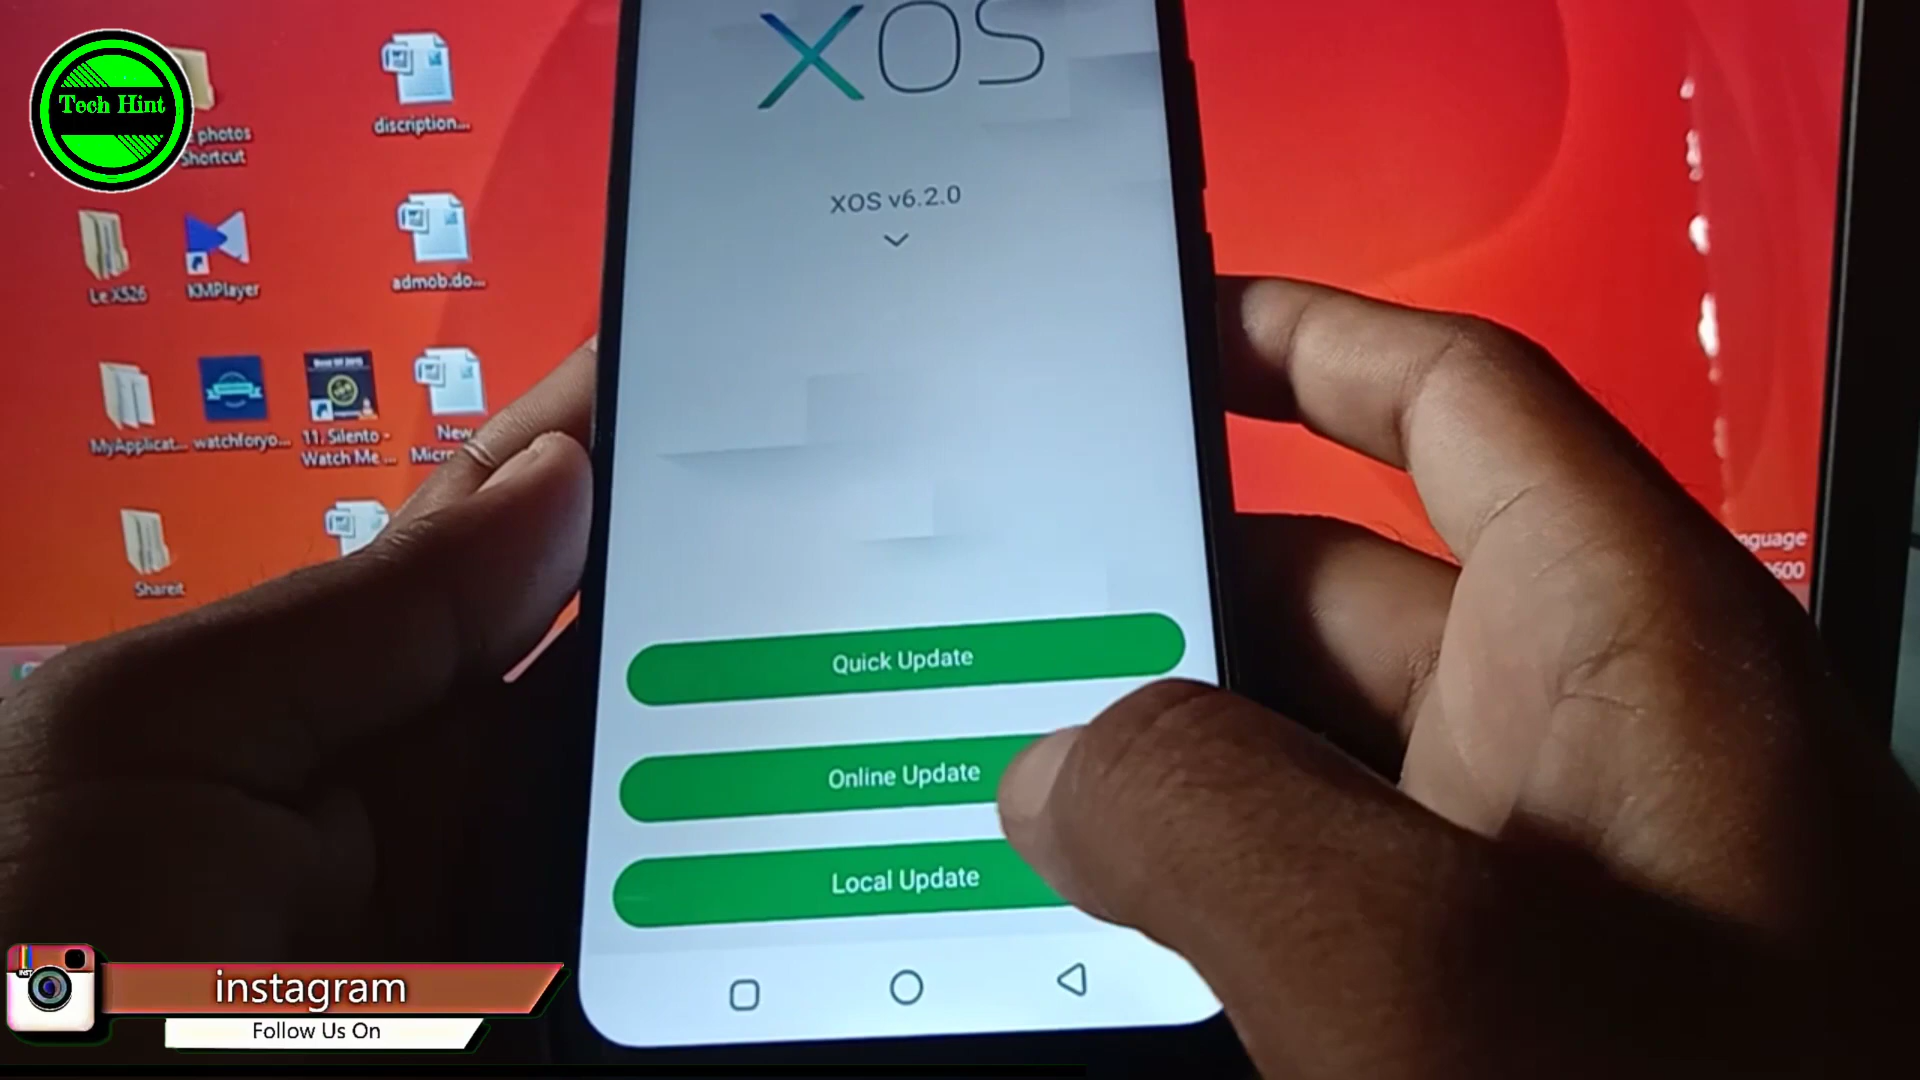 XOS
Tech Hint
photos
Shortcut
discription...
XOS v6.2.0
Le X526
KMPlayer
admob.do...
MyApplicat...
watchforyo...
11. Silento -
Watch Me ...
New
Shareit
Quick Update
Online Update
Local Update
instagram
Follow Us On